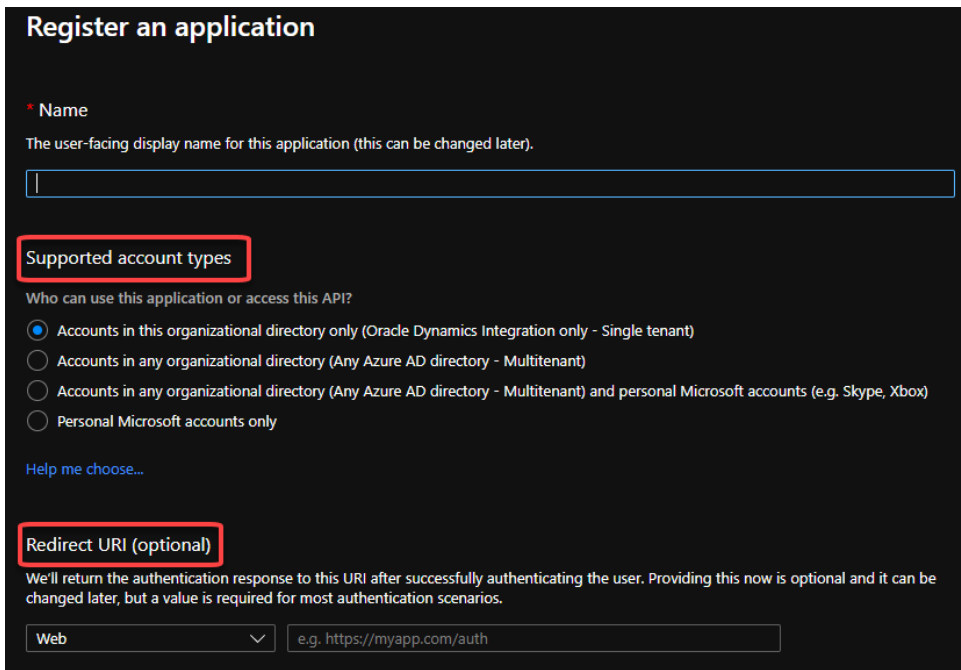 Register an application
* Name
The user-facing display name for this application (this can be changed later).
Supported account types
Who can use this application or access this API?
Accounts in this organizational directory only (Oracle Dynamics Integration only - Single tenant)
Accounts in any organizational directory (Any Azure AD directory - Multitenant)
Accounts in any organizational directory (Any Azure AD directory - Multitenant) and personal Microsoft accounts (e.g. Skype, Xbox)
Personal Microsoft accounts only
Help me choose...
Redirect URI (optional)
We'll return the authentication response to this URI after successfully authenticating the user. Providing this now is optional and it can be
changed later, but a value is required for most authentication scenarios.
Web
e.g. https://myapp.com/auth